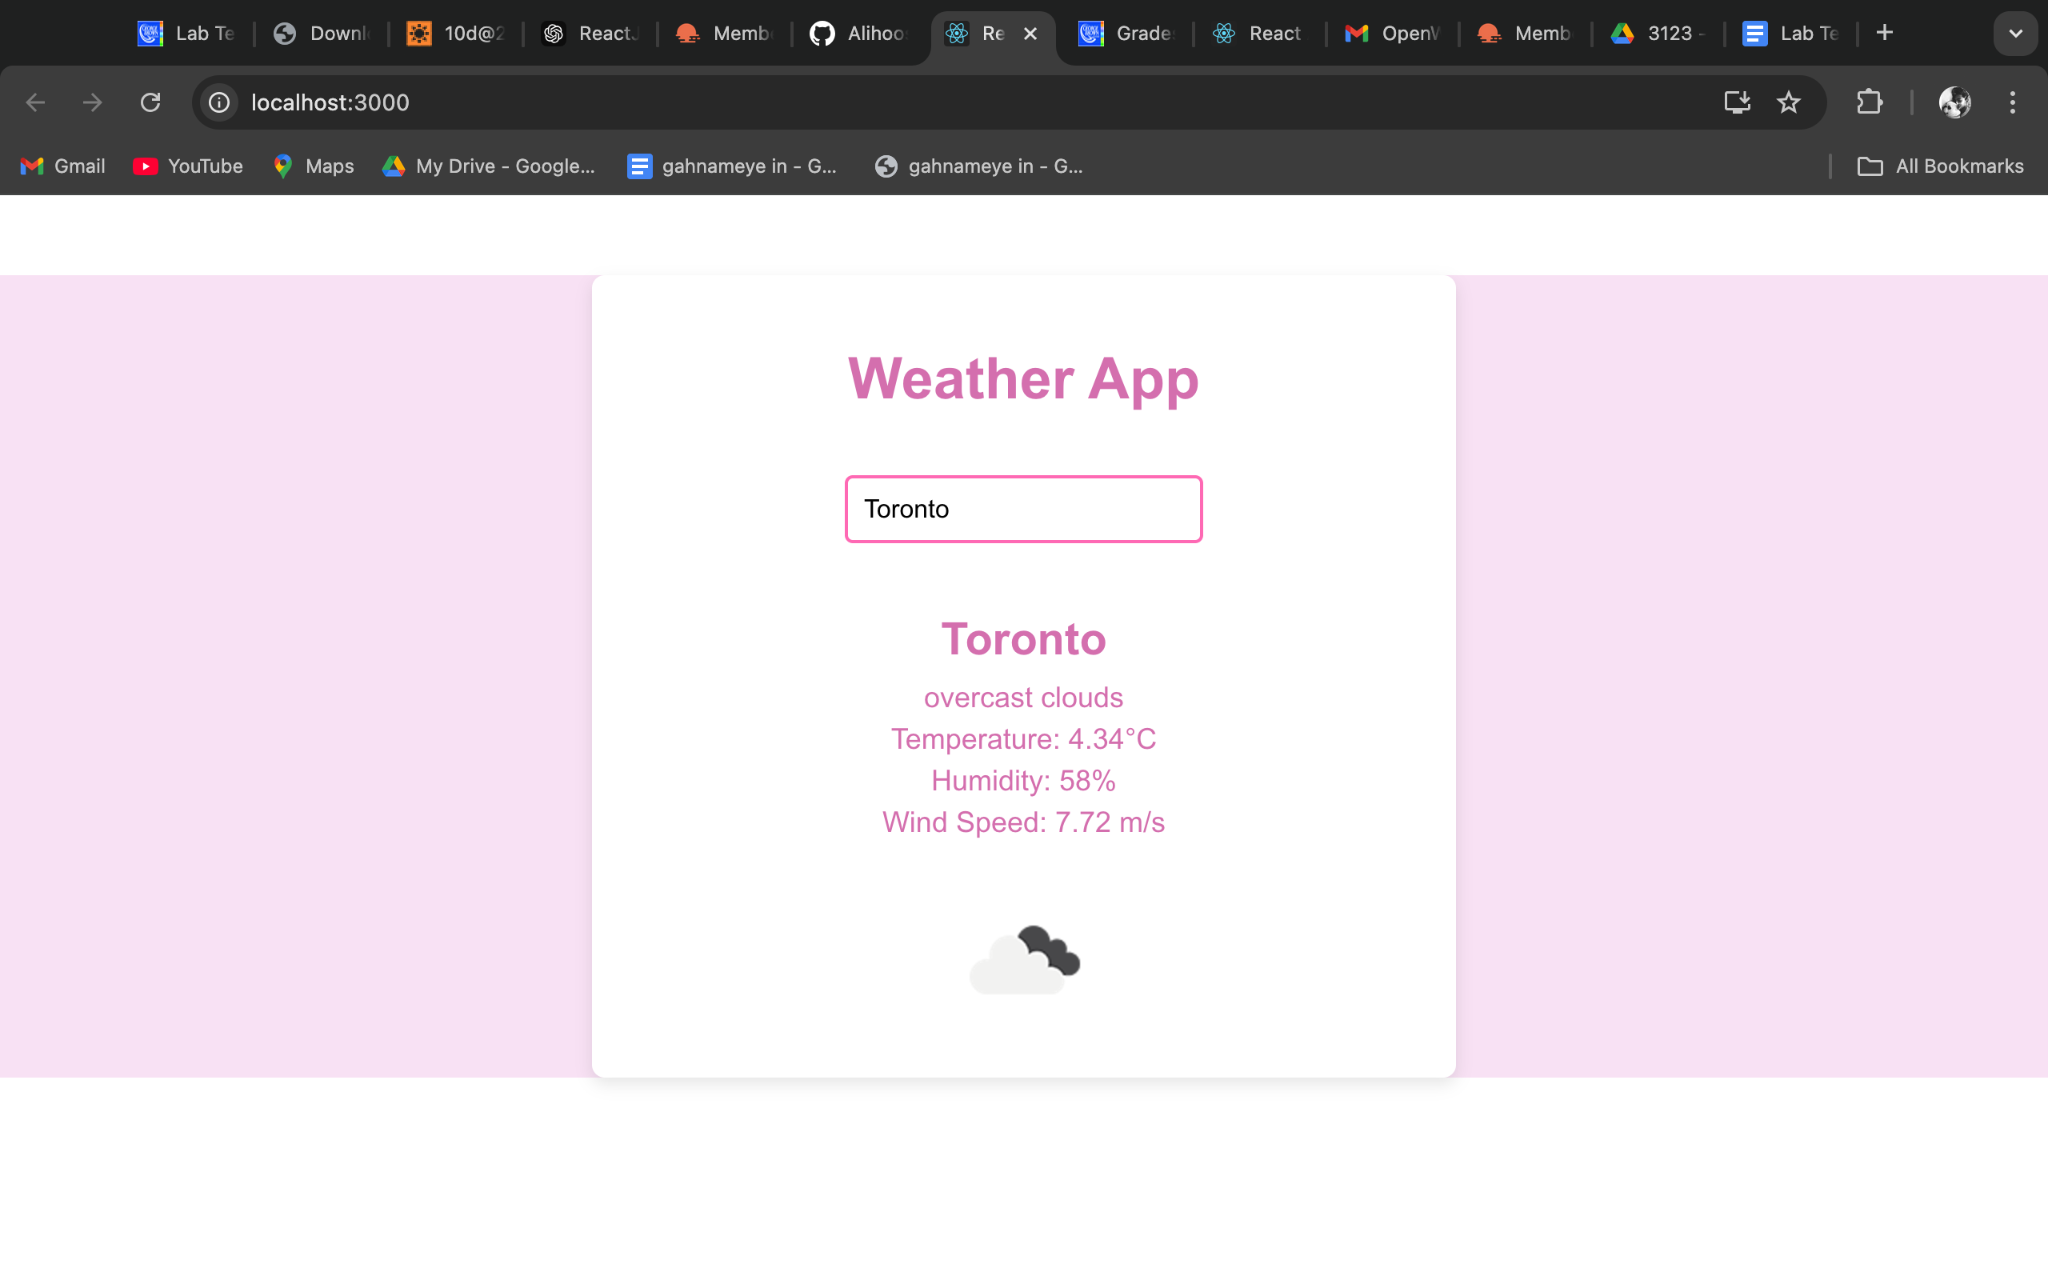 Lab Te
Downl
10d@2
ReactJ
Memb
Alihoo
Re
Grade
React
OpenW
Memb
3123 -
Lab Te
localhost:3000
Gmail
YouTube
Maps
My Drive - Google...
gahnameye in - G...
gahnameye in - G...
All Bookmarks
Weather App
Toronto
Toronto
overcast clouds
Temperature: 4.34°C
Humidity: 58%
Wind Speed: 7.72 m/s